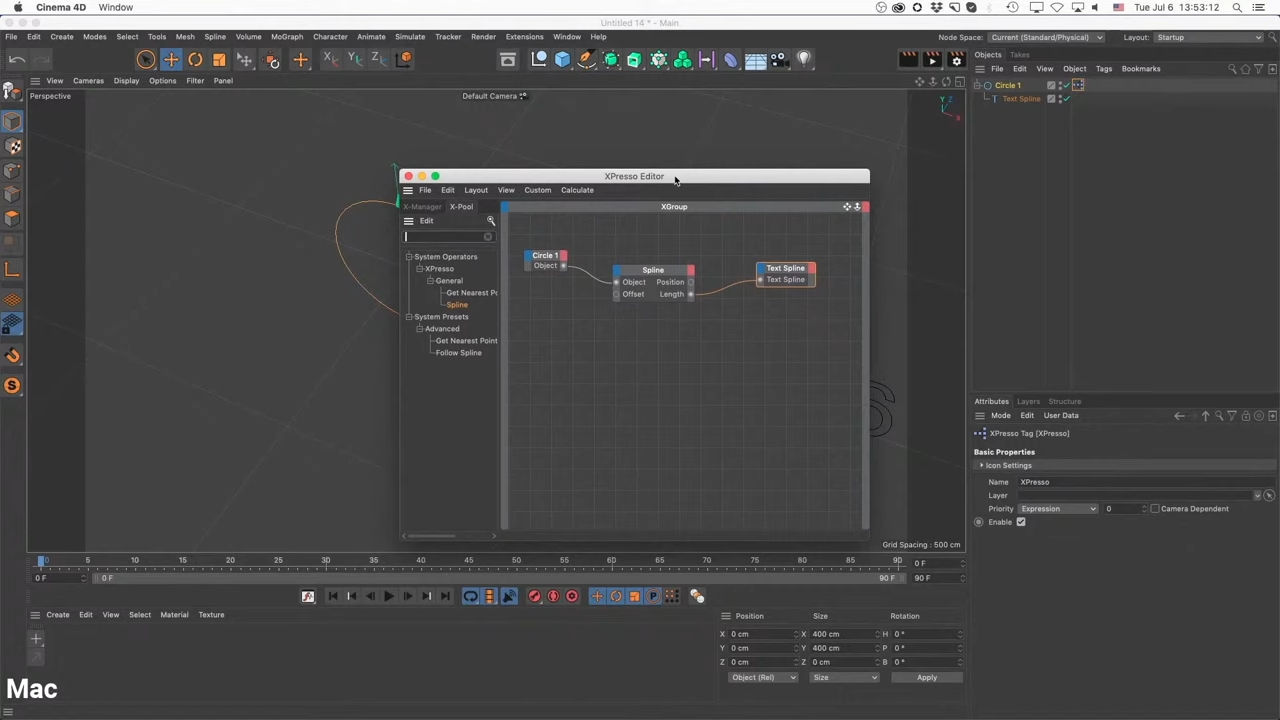 Cinema 4D Window
Tue Jul 6 13:53:12
Untitled 14 * - Main
File Edit Create Modes Select Tools Mesh Spline Volume MoGraph Character Animate Simulate Tracker Render Extensions Window Help
Node Space: Current (Standard/Physical) Layout: Startup
Objects Takes
File Edit View Object Tags Bookmarks
Circle 1
Text Spline
View Cameras Display Options Filter Panel
Perspective
Default Camera
XPresso Editor
File Edit Layout View Custom Calculate
X-Manager X-Pool
Edit
System Operators
XPresso
General
Get Nearest Po
Spline
System Presets
Advanced
Get Nearest Point
Follow Spline
XGroup
Circle 1
Object
Spline
Object Position
Offset Length
Text Spline
Text Spline
S
Grid Spacing : 500 cm
Attributes Layers Structure
Mode Edit User Data
XPresso Tag [XPresso]
Basic Properties
Icon Settings
Name XPresso
Layer
Priority Expression 0 Camera Dependent
Enable
0 5 10 15 20 25 30 35 40 45 50 55 60 65 70 75 80 85 90 0 F
0 F 0 F 90 F 90 F
Create Edit View Select Material Texture
Position Size Rotation
X 0 cm X 400 cm H 0 °
Y 0 cm Y 400 cm P 0 °
Z 0 cm Z 0 cm B 0 °
Object (Rel) Size Apply
Mac